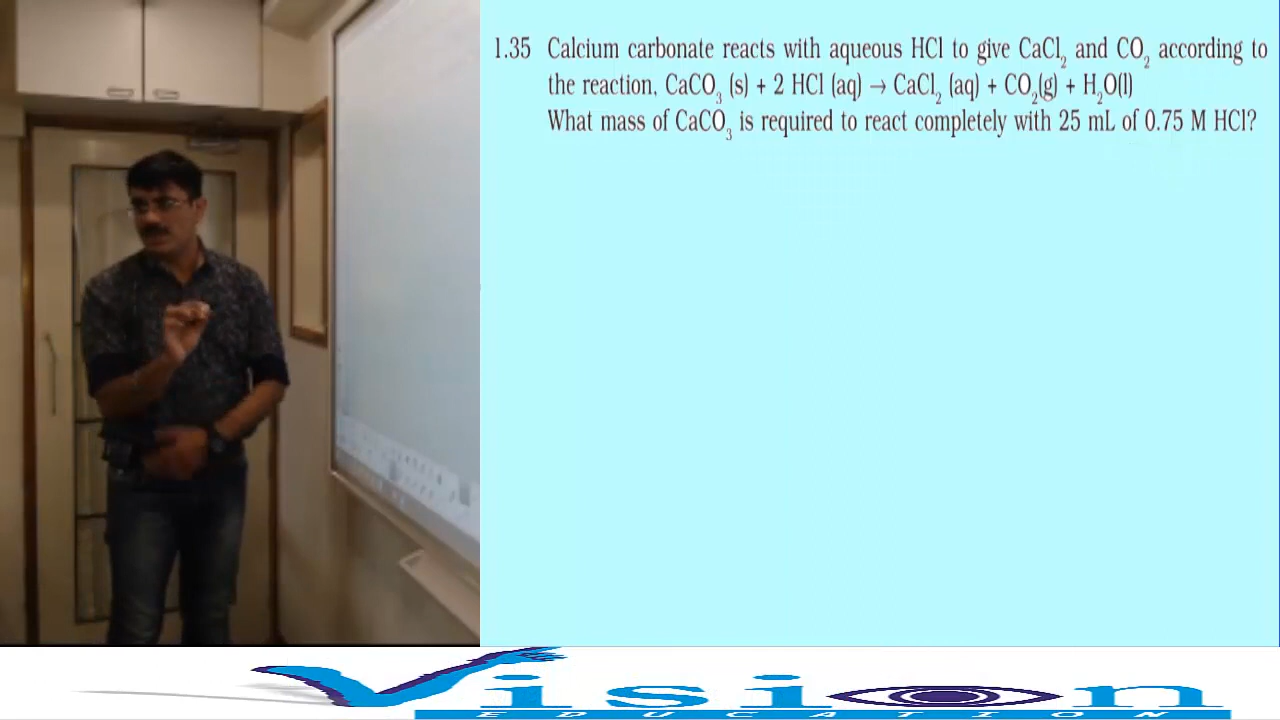 1.35 Calcium carbonate reacts with aqueous HCl to give CaCl₂ and CO₂ according to
the reaction, CaCO₃ (s) + 2 HCl (aq) → CaCl₂ (aq) + CO₂(g) + H₂O(l)
What mass of CaCO₃ is required to react completely with 25 mL of 0.75 M HCl?
Vision
EDUCATION